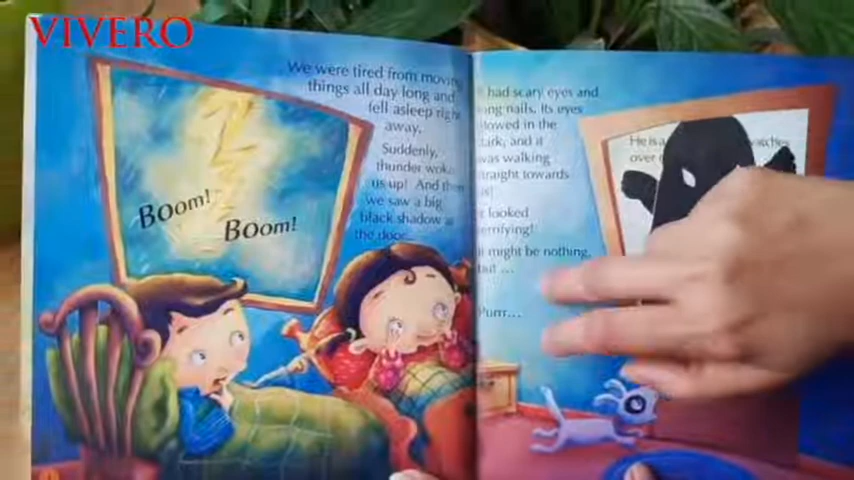 VIVERO
We were tired from moving
things all day long and
fell asleep right
away.
Suddenly,
thunder woke
us up! And then
we saw a big
black shadow at
the door...
Boom!
Boom!
had scary eyes and
long nails. Its eyes
glowed in the
dark, and it
was walking
straight towards
us!
It looked
terrifying!
It might be nothing,
but ...
Purr...
He is a watches
over